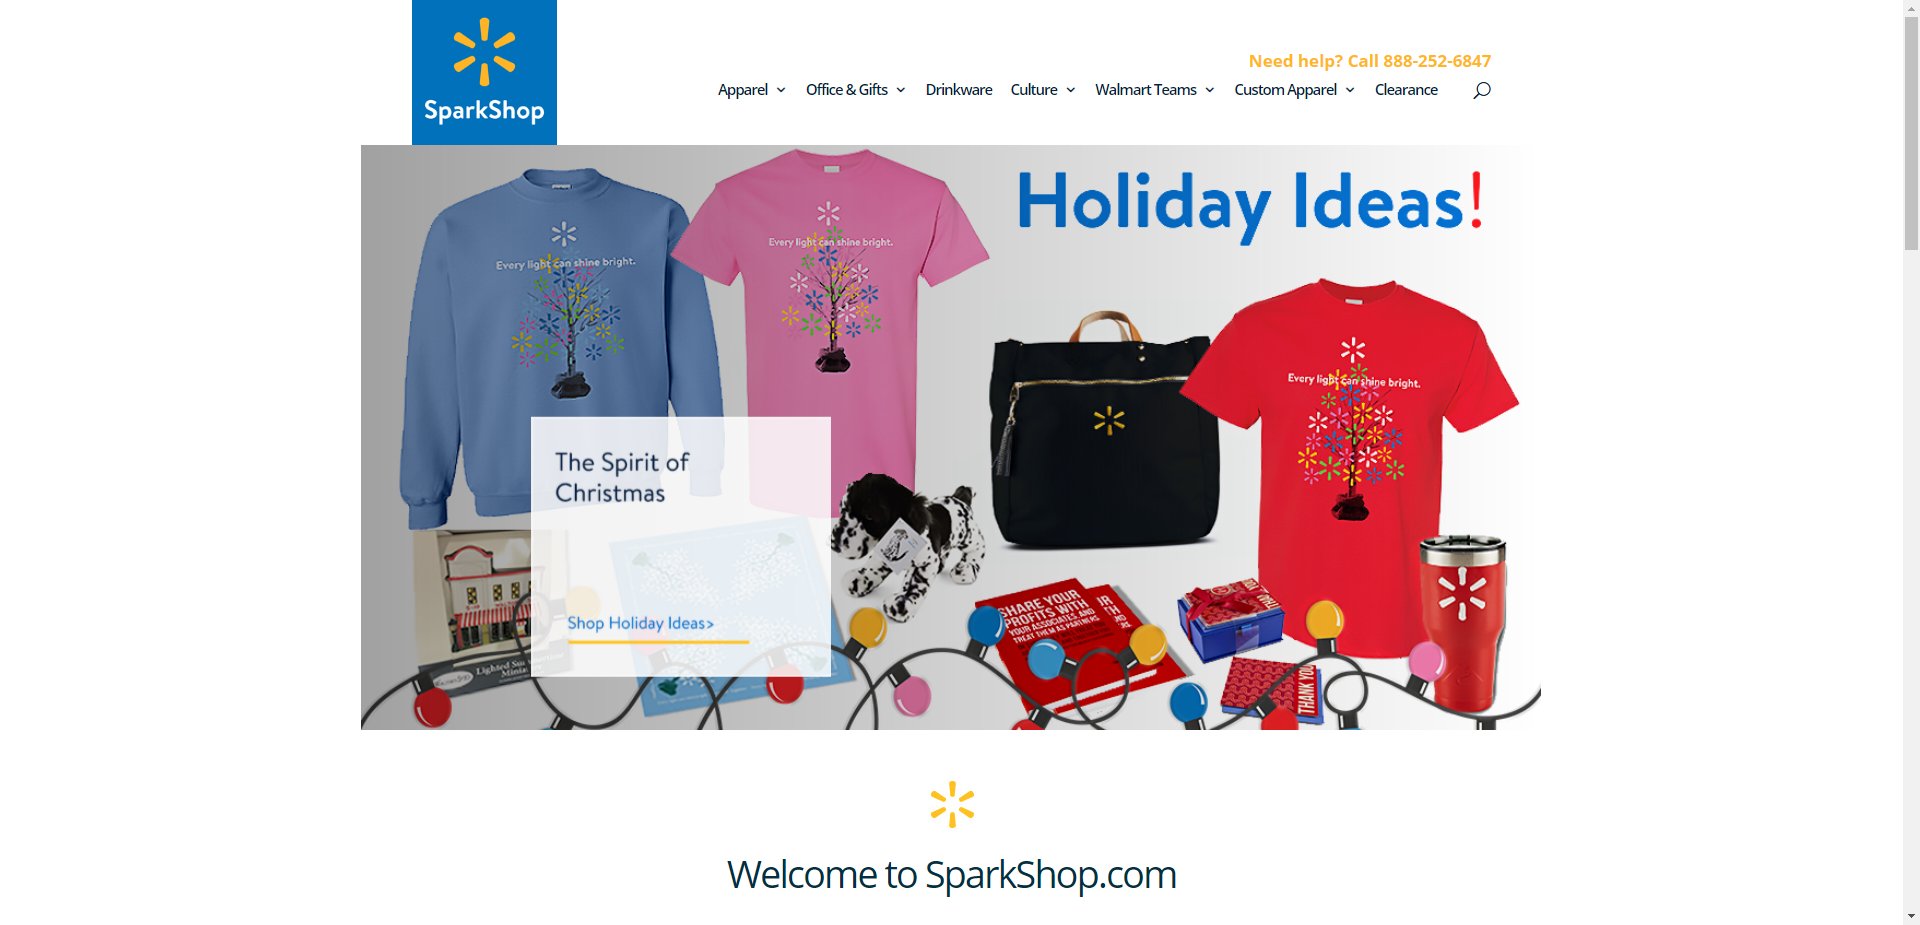 SparkShop
Need help? Call 888-252-6847
Apparel Office & Gifts Drinkware Culture Walmart Teams Custom Apparel Clearance
Holiday Ideas!
Every light can shine bright.
Every light can shine bright.
Every light can shine bright.
The Spirit of
Christmas
Shop Holiday Ideas>
SHARE YOUR
PROFITS WITH
YOUR ASSOCIATES AND
TREAT THEM AS PARTNERS
THANK YOU
Welcome to SparkShop.com